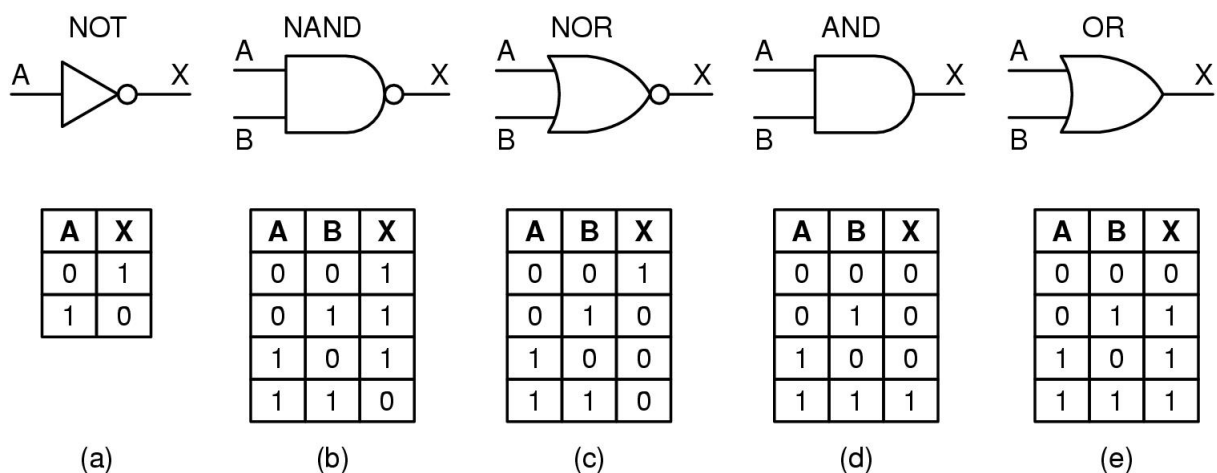 NOT NAND NOR AND OR
A X
A B X
A B X
A B X
A B X
A X
0 1
1 0
A B X
0 0 1
0 1 1
1 0 1
1 1 0
A B X
0 0 1
0 1 0
1 0 0
1 1 0
A B X
0 0 0
0 1 0
1 0 0
1 1 1
A B X
0 0 0
0 1 1
1 0 1
1 1 1
(a) (b) (c) (d) (e)